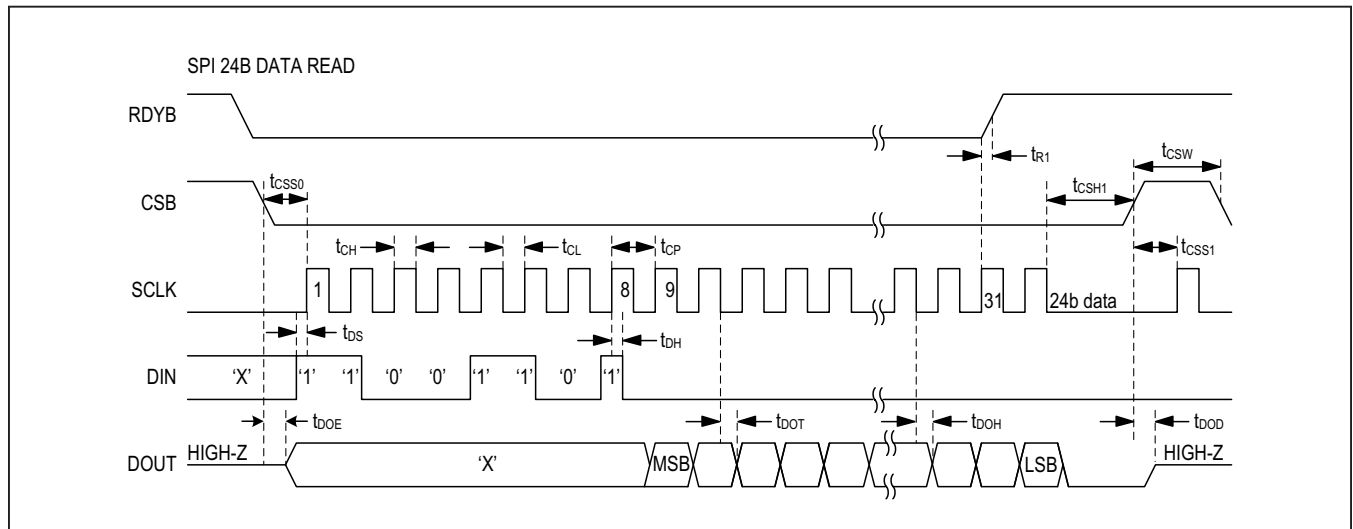 SPI 24B DATA READ
RDYB
tR1
tCSW
CSB
tCSS0
tCSH1
tCH
tCL
tCP
tCSS1
SCLK
1
8
9
31
24b data
tDS
tDH
DIN
'X' '1' '1' '0' '0' '1' '1' '0' '1'
tDOE
tDOT
tDOH
tDOD
DOUT
HIGH-Z
'X'
MSB
LSB
HIGH-Z